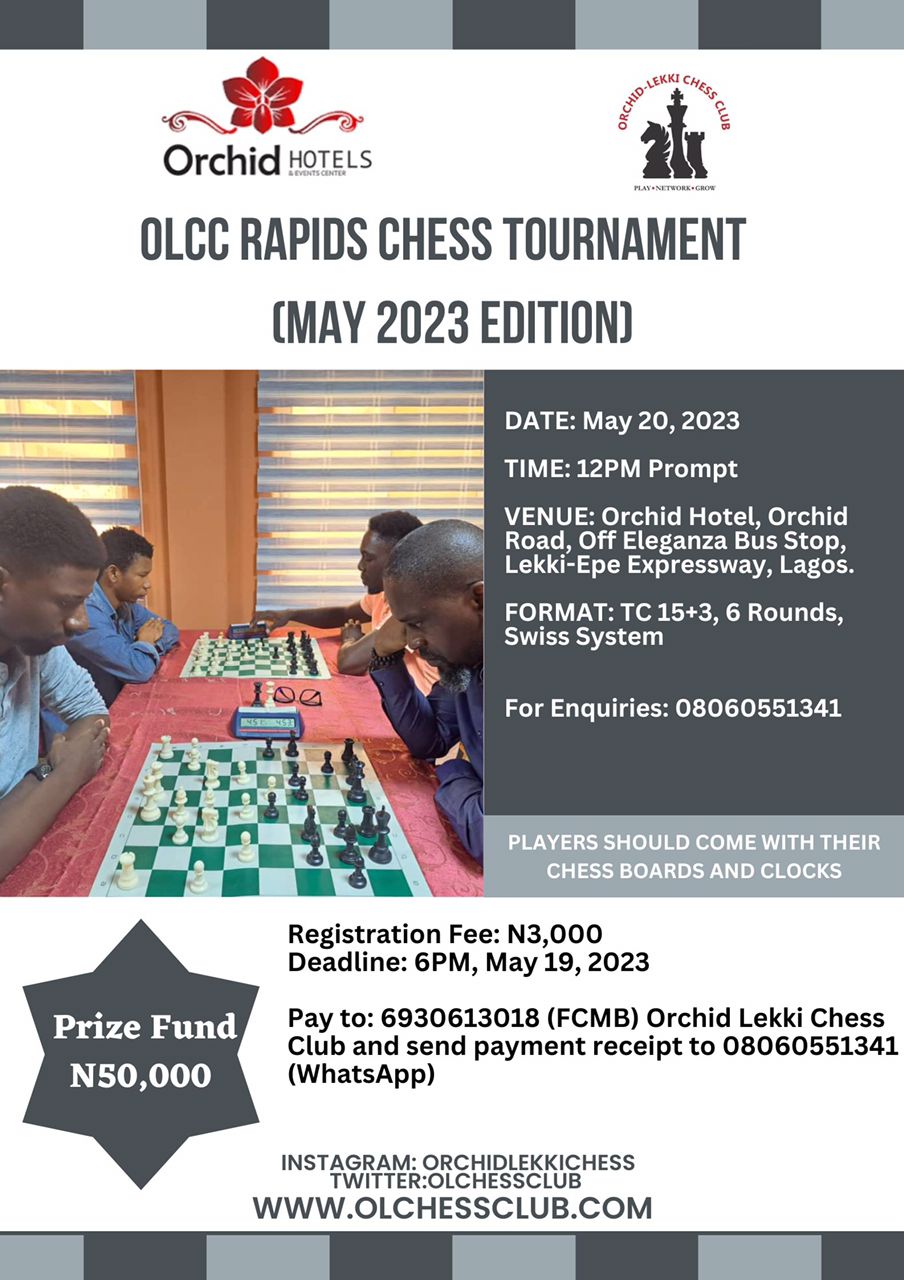 Orchid HOTELS
& EVENTS CENTER
ORCHID-LEKKI CHESS CLUB
PLAY•NETWORK•GROW
OLCC RAPIDS CHESS TOURNAMENT
(MAY 2023 EDITION)
DATE: May 20, 2023
TIME: 12PM Prompt
VENUE: Orchid Hotel, Orchid
Road, Off Eleganza Bus Stop,
Lekki-Epe Expressway, Lagos.
FORMAT: TC 15+3, 6 Rounds,
Swiss System
For Enquiries: 08060551341
PLAYERS SHOULD COME WITH THEIR
CHESS BOARDS AND CLOCKS
Prize Fund
N50,000
Registration Fee: N3,000
Deadline: 6PM, May 19, 2023
Pay to: 6930613018 (FCMB) Orchid Lekki Chess
Club and send payment receipt to 08060551341
(WhatsApp)
INSTAGRAM: ORCHIDLEKKICHESS
TWITTER:OLCHESSCLUB
WWW.OLCHESSCLUB.COM